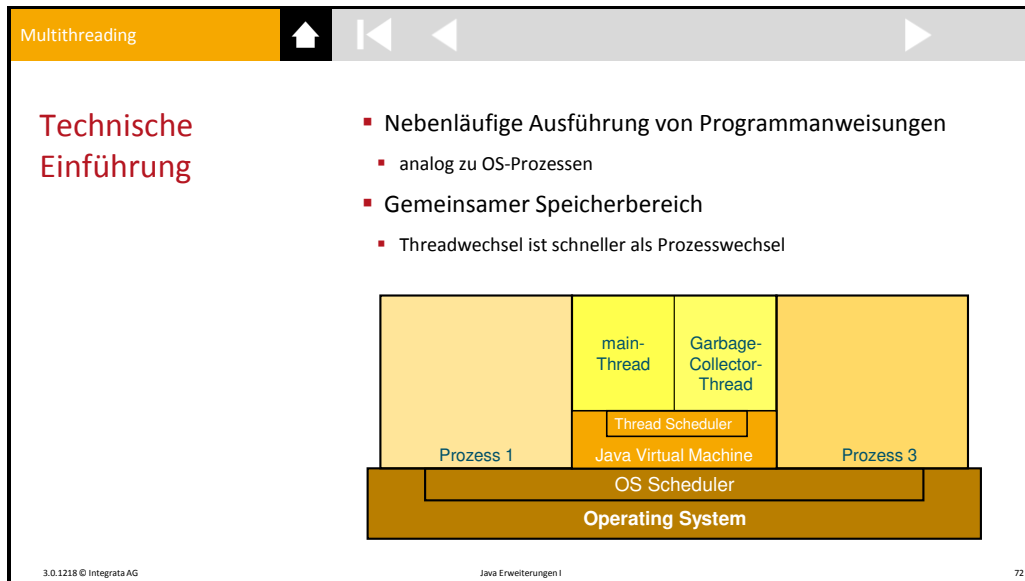 Multithreading
Technische
Einführung
Nebenläufige Ausführung von Programmanweisungen
analog zu OS-Prozessen
Gemeinsamer Speicherbereich
Threadwechsel ist schneller als Prozesswechsel
main-
Thread
Garbage-
Collector-
Thread
Thread Scheduler
Prozess 1
Java Virtual Machine
Prozess 3
OS Scheduler
Operating System
3.0.1218 © Integrata AG
Java Erweiterungen I
72